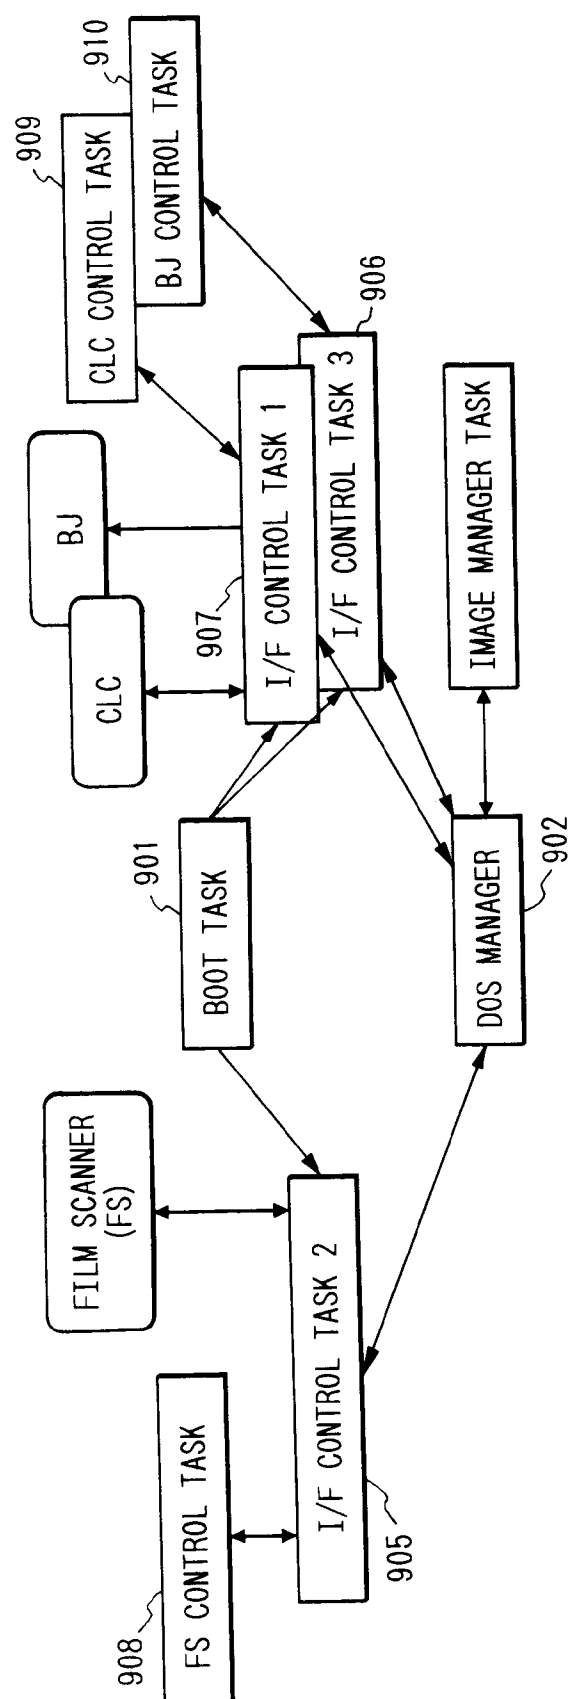 908
FS CONTROL TASK
FILM SCANNER
(FS)
I/F CONTROL TASK 2
905
901
BOOT TASK
DOS MANAGER
902
CLC
BJ
907
I/F CONTROL TASK 1
I/F CONTROL TASK 3
906
909
CLC CONTROL TASK
910
BJ CONTROL TASK
IMAGE MANAGER TASK